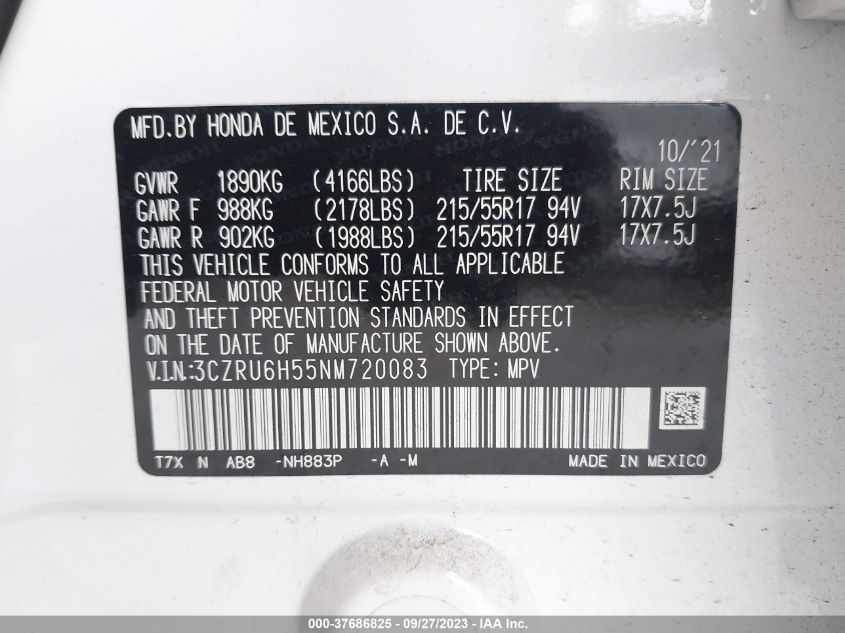 MFD.BY HONDA DE MEXICO S.A. DE C.V.
10/'21
GVWR 1890KG (4166LBS) TIRE SIZE RIM SIZE
GAWR F 988KG (2178LBS) 215/55R17 94V 17X7.5J
GAWR R 902KG (1988LBS) 215/55R17 94V 17X7.5J
THIS VEHICLE CONFORMS TO ALL APPLICABLE
FEDERAL MOTOR VEHICLE SAFETY
AND THEFT PREVENTION STANDARDS IN EFFECT
ON THE DATE OF MANUFACTURE SHOWN ABOVE.
V.I.N.:3CZRU6H55NM720083 TYPE: MPV
T7X N AB8 -NH883P -A -M MADE IN MEXICO
000-37686825 - 09/27/2023 - IAA Inc.